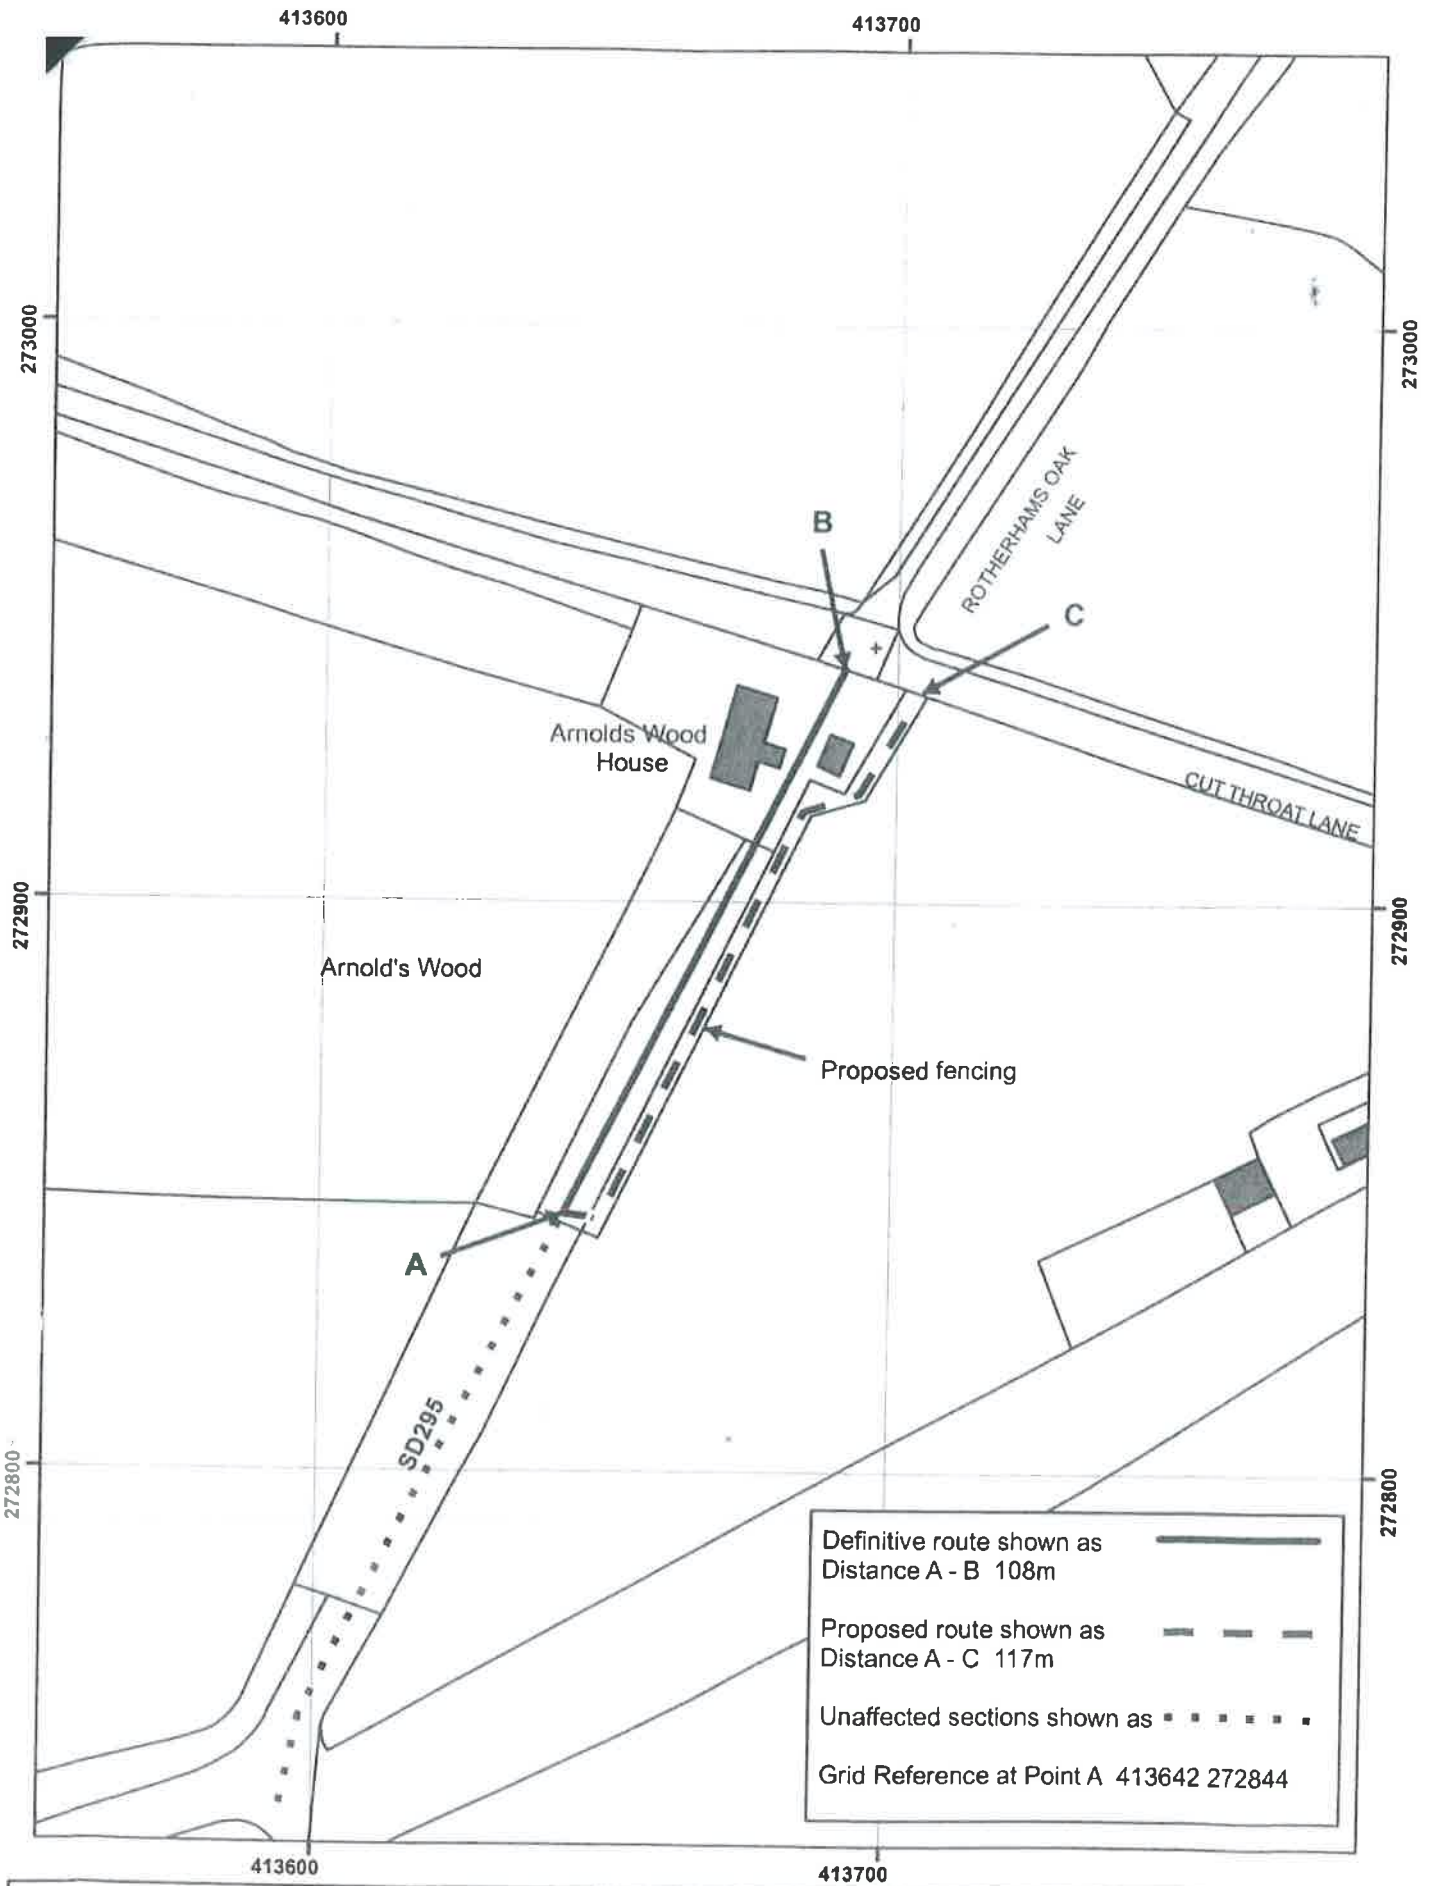 413600
413700
273000
273000
ROTHERHAMS OAK
LANE
B
C
Arnolds Wood
House
CUT THROAT LANE
272900
272900
Arnold's Wood
Proposed fencing
A
SD295
272800
272800
Definitive route shown as
Distance A - B 108m
Proposed route shown as
Distance A - C 117m
Unaffected sections shown as
Grid Reference at Point A 413642 272844
413600
413700